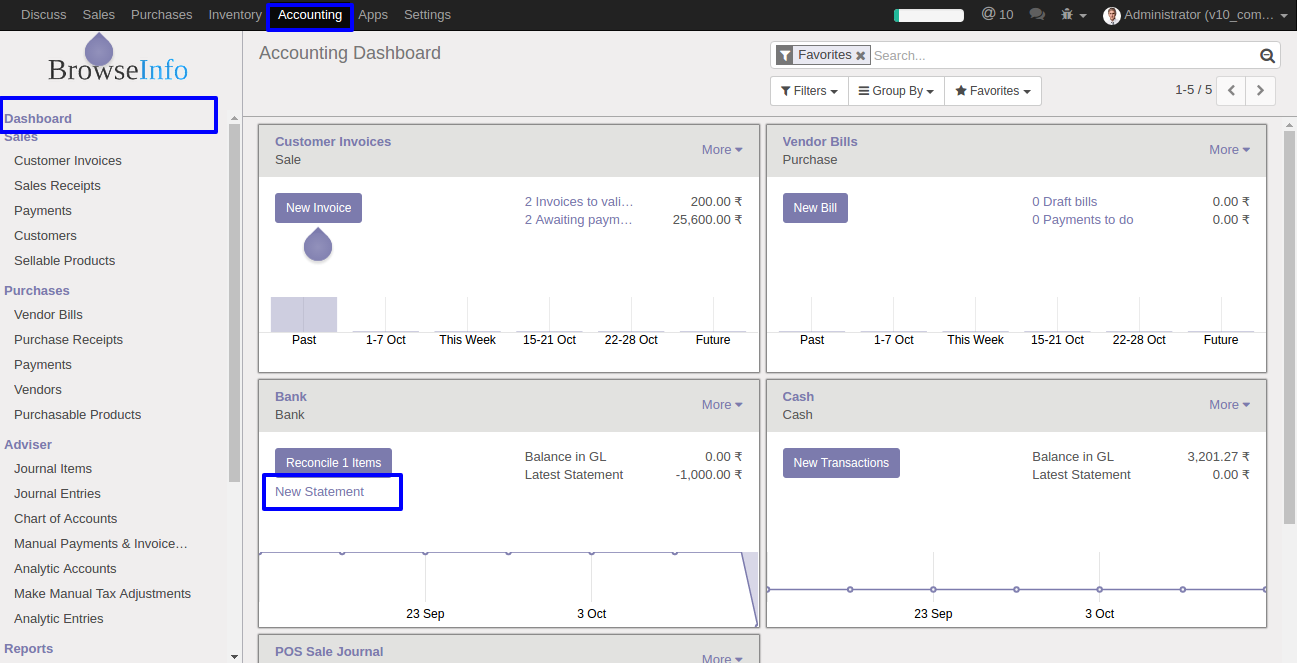 Discuss Sales Purchases Inventory Accounting Apps Settings @ 10 Administrator (v10_com...
BrowseInfo
Dashboard
Sales
Customer Invoices
Sales Receipts
Payments
Customers
Sellable Products
Purchases
Vendor Bills
Purchase Receipts
Payments
Vendors
Purchasable Products
Adviser
Journal Items
Journal Entries
Chart of Accounts
Manual Payments & Invoice...
Analytic Accounts
Make Manual Tax Adjustments
Analytic Entries
Reports
Accounting Dashboard
Favorites Search...
Filters Group By Favorites 1-5 / 5
Customer Invoices
Sale
More
New Invoice
2 Invoices to vali... 200.00 ₹
2 Awaiting paym... 25,600.00 ₹
Past 1-7 Oct This Week 15-21 Oct 22-28 Oct Future
Vendor Bills
Purchase
More
New Bill
0 Draft bills 0.00 ₹
0 Payments to do 0.00 ₹
Past 1-7 Oct This Week 15-21 Oct 22-28 Oct Future
Bank
Bank
More
Reconcile 1 Items
New Statement
Balance in GL 0.00 ₹
Latest Statement -1,000.00 ₹
23 Sep 3 Oct
Cash
Cash
More
New Transactions
Balance in GL 3,201.27 ₹
Latest Statement 0.00 ₹
23 Sep 3 Oct
POS Sale Journal
More